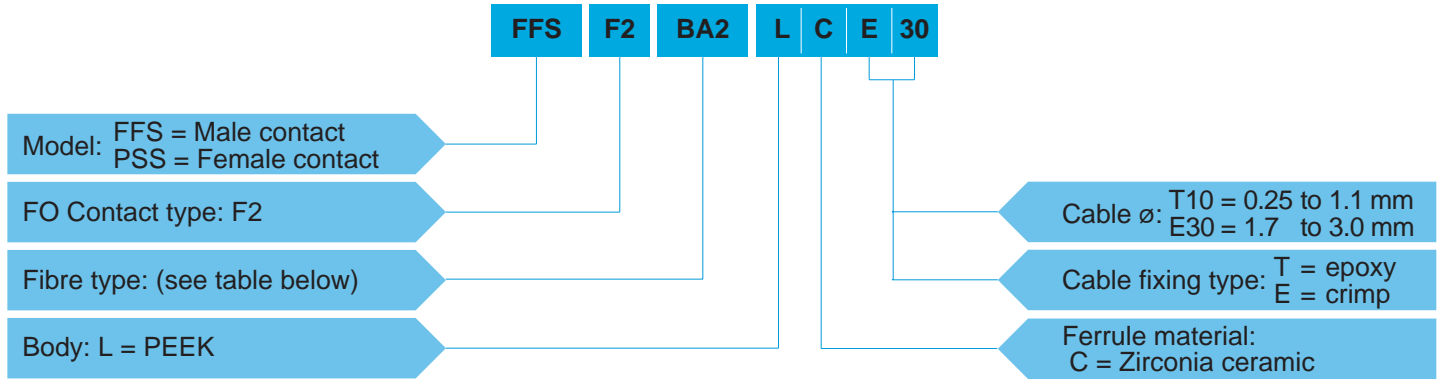 FFS F2 BA2 L C E 30
Model: FFS = Male contact
PSS = Female contact
FO Contact type: F2
Fibre type: (see table below)
Body: L = PEEK
Cable ø: T10 = 0.25 to 1.1 mm
E30 = 1.7 to 3.0 mm
Cable fixing type: T = epoxy
E = crimp
Ferrule material:
C = Zirconia ceramic